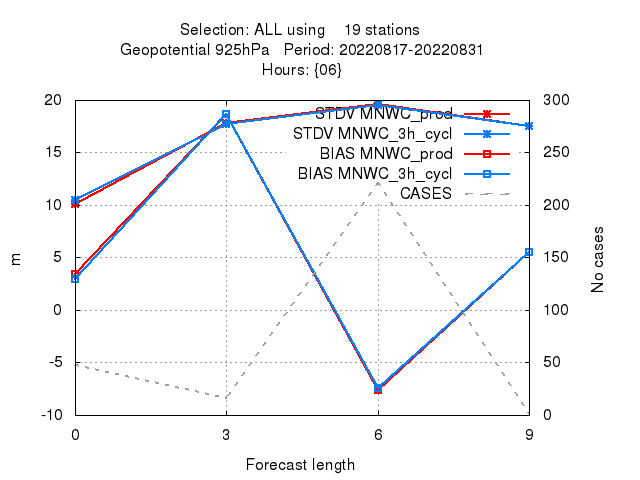 Selection: ALL using    19 stations
Geopotential 925hPa   Period: 20220817-20220831
Hours: {06}
20
15
10
5
0
-5
-10
m
STDV MNWC_prod
STDV MNWC_3h_cycl
BIAS MNWC_prod
BIAS MNWC_3h_cycl
CASES
300
250
200
150
100
50
0
No cases
0 3 6 9
Forecast length